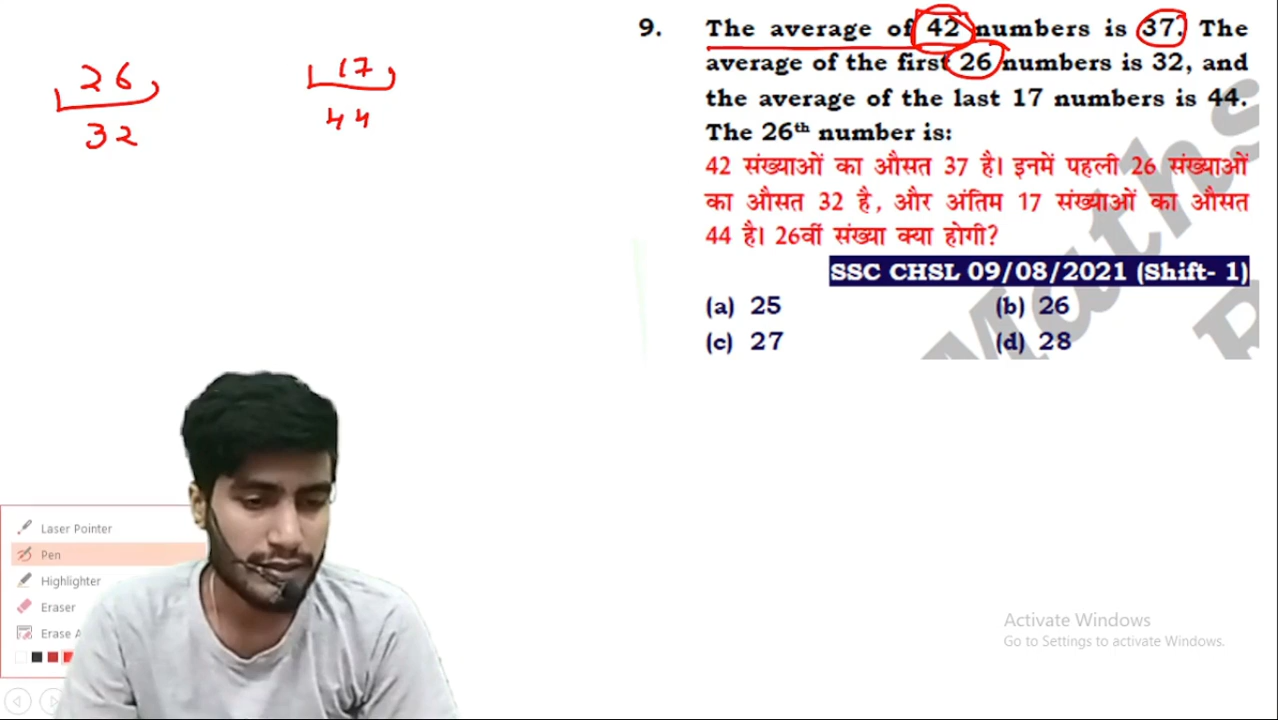 9. The average of 42 numbers is 37. The
average of the first 26 numbers is 32, and
the average of the last 17 numbers is 44.
The 26th number is:
42 संख्याओं का औसत 37 है। इनमें पहली 26 संख्याओं
का औसत 32 है, और अंतिम 17 संख्याओं का औसत
44 है। 26वीं संख्या क्या होगी?
SSC CHSL 09/08/2021 (Shift- 1)
(a) 25 (b) 26
(c) 27 (d) 28
26 17
32 44
Maths
Laser Pointer
Pen
Highlighter
Eraser
Erase A
Activate Windows
Go to Settings to activate Windows.